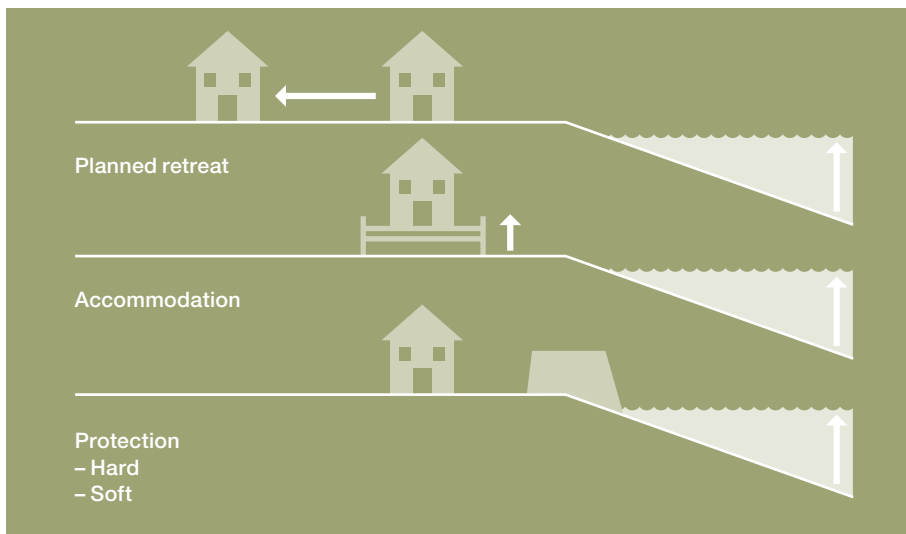 Planned retreat
Accommodation
Protection
– Hard
– Soft